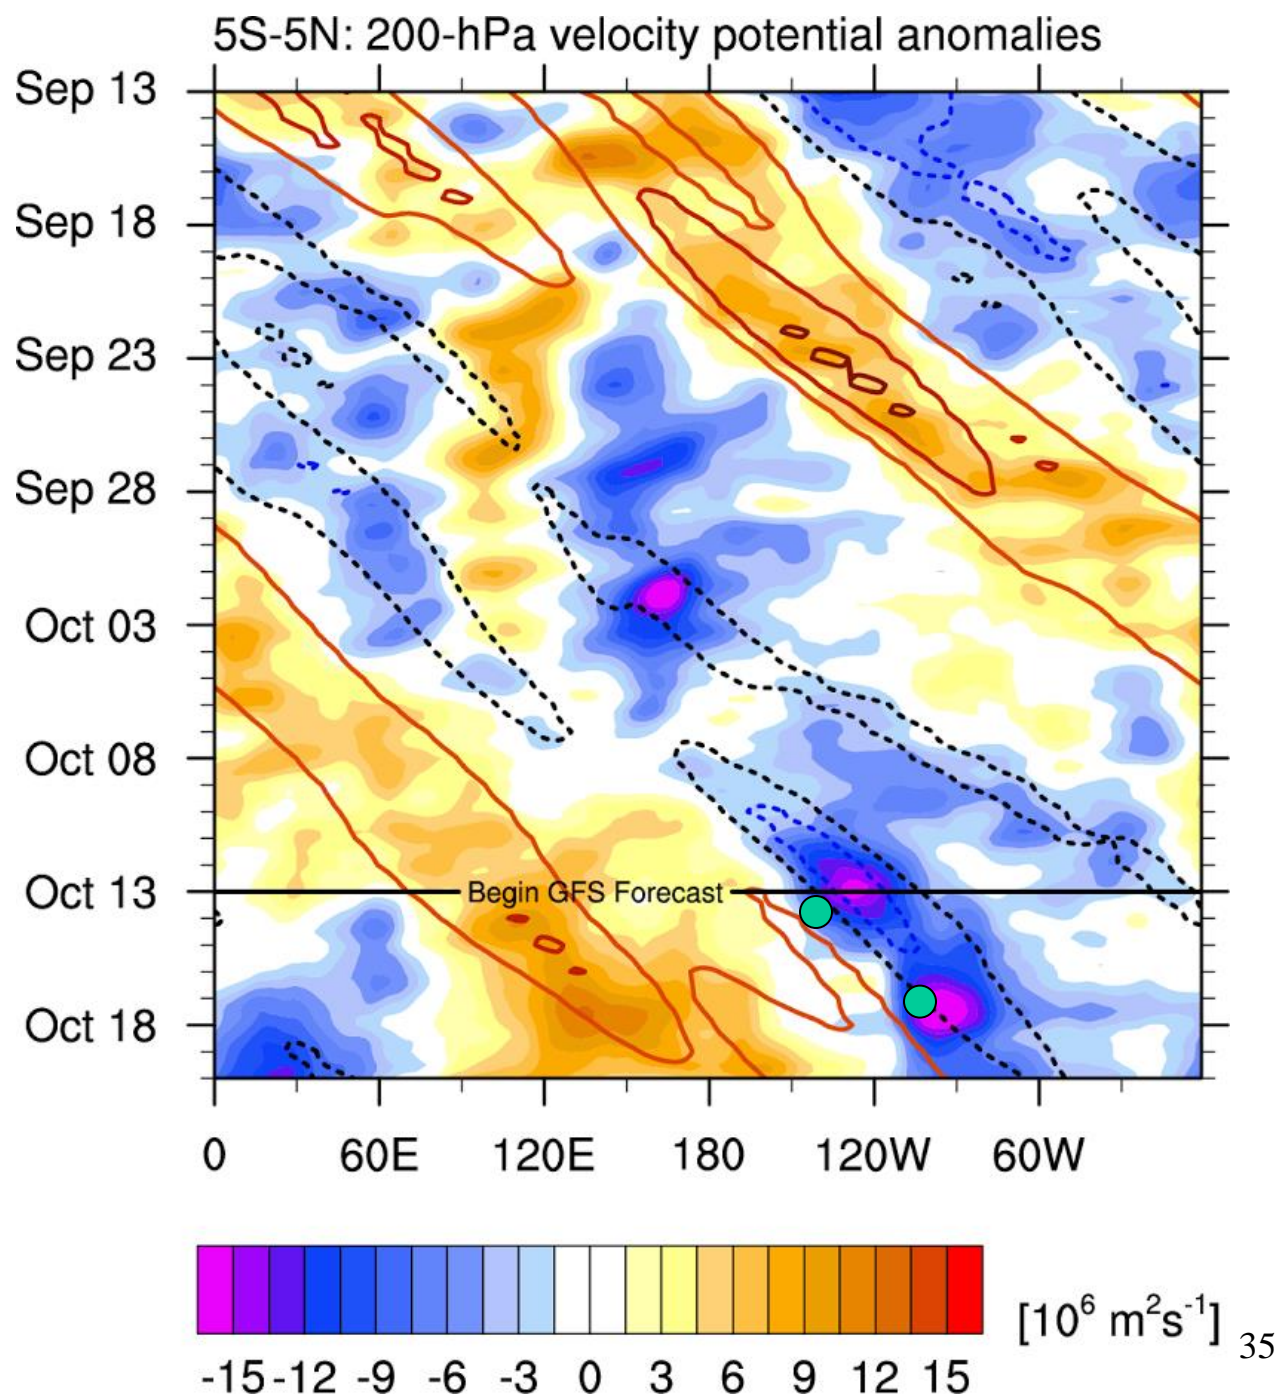 5S-5N: 200-hPa velocity potential anomalies
Sep 13
Sep 18
Sep 23
Sep 28
Oct 03
Oct 08
Oct 13
Begin GFS Forecast
Oct 18
0 60E 120E 180 120W 60W
[10⁶ m²s⁻¹]
35
-15 -12 -9 -6 -3 0 3 6 9 12 15